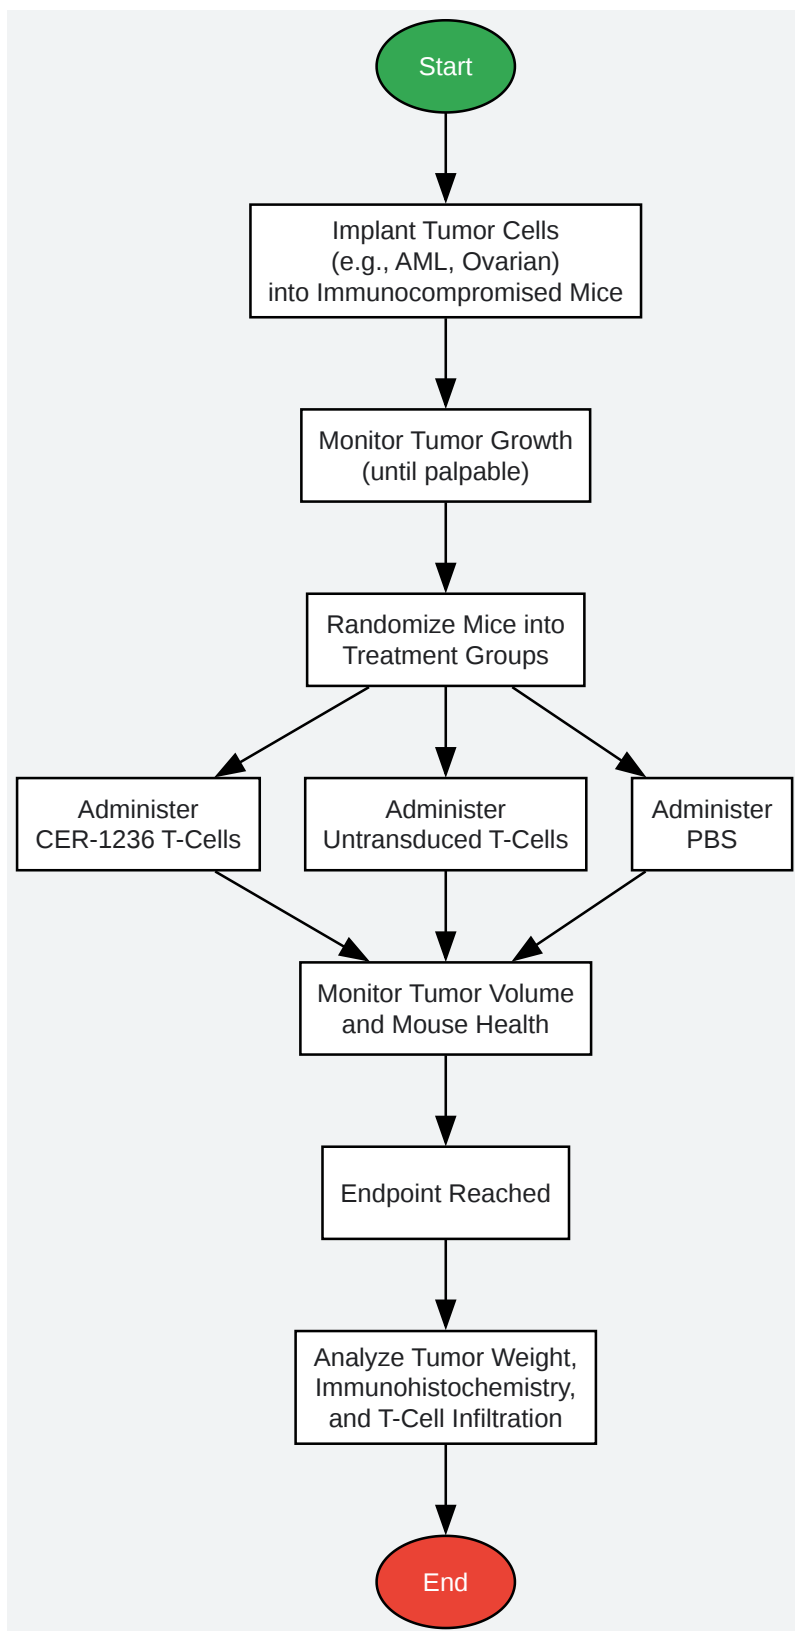 Start
Implant Tumor Cells
(e.g., AML, Ovarian)
into Immunocompromised Mice
Monitor Tumor Growth
(until palpable)
Randomize Mice into
Treatment Groups
Administer
CER-1236 T-Cells
Administer
Untransduced T-Cells
Administer
PBS
Monitor Tumor Volume
and Mouse Health
Endpoint Reached
Analyze Tumor Weight,
Immunohistochemistry,
and T-Cell Infiltration
End